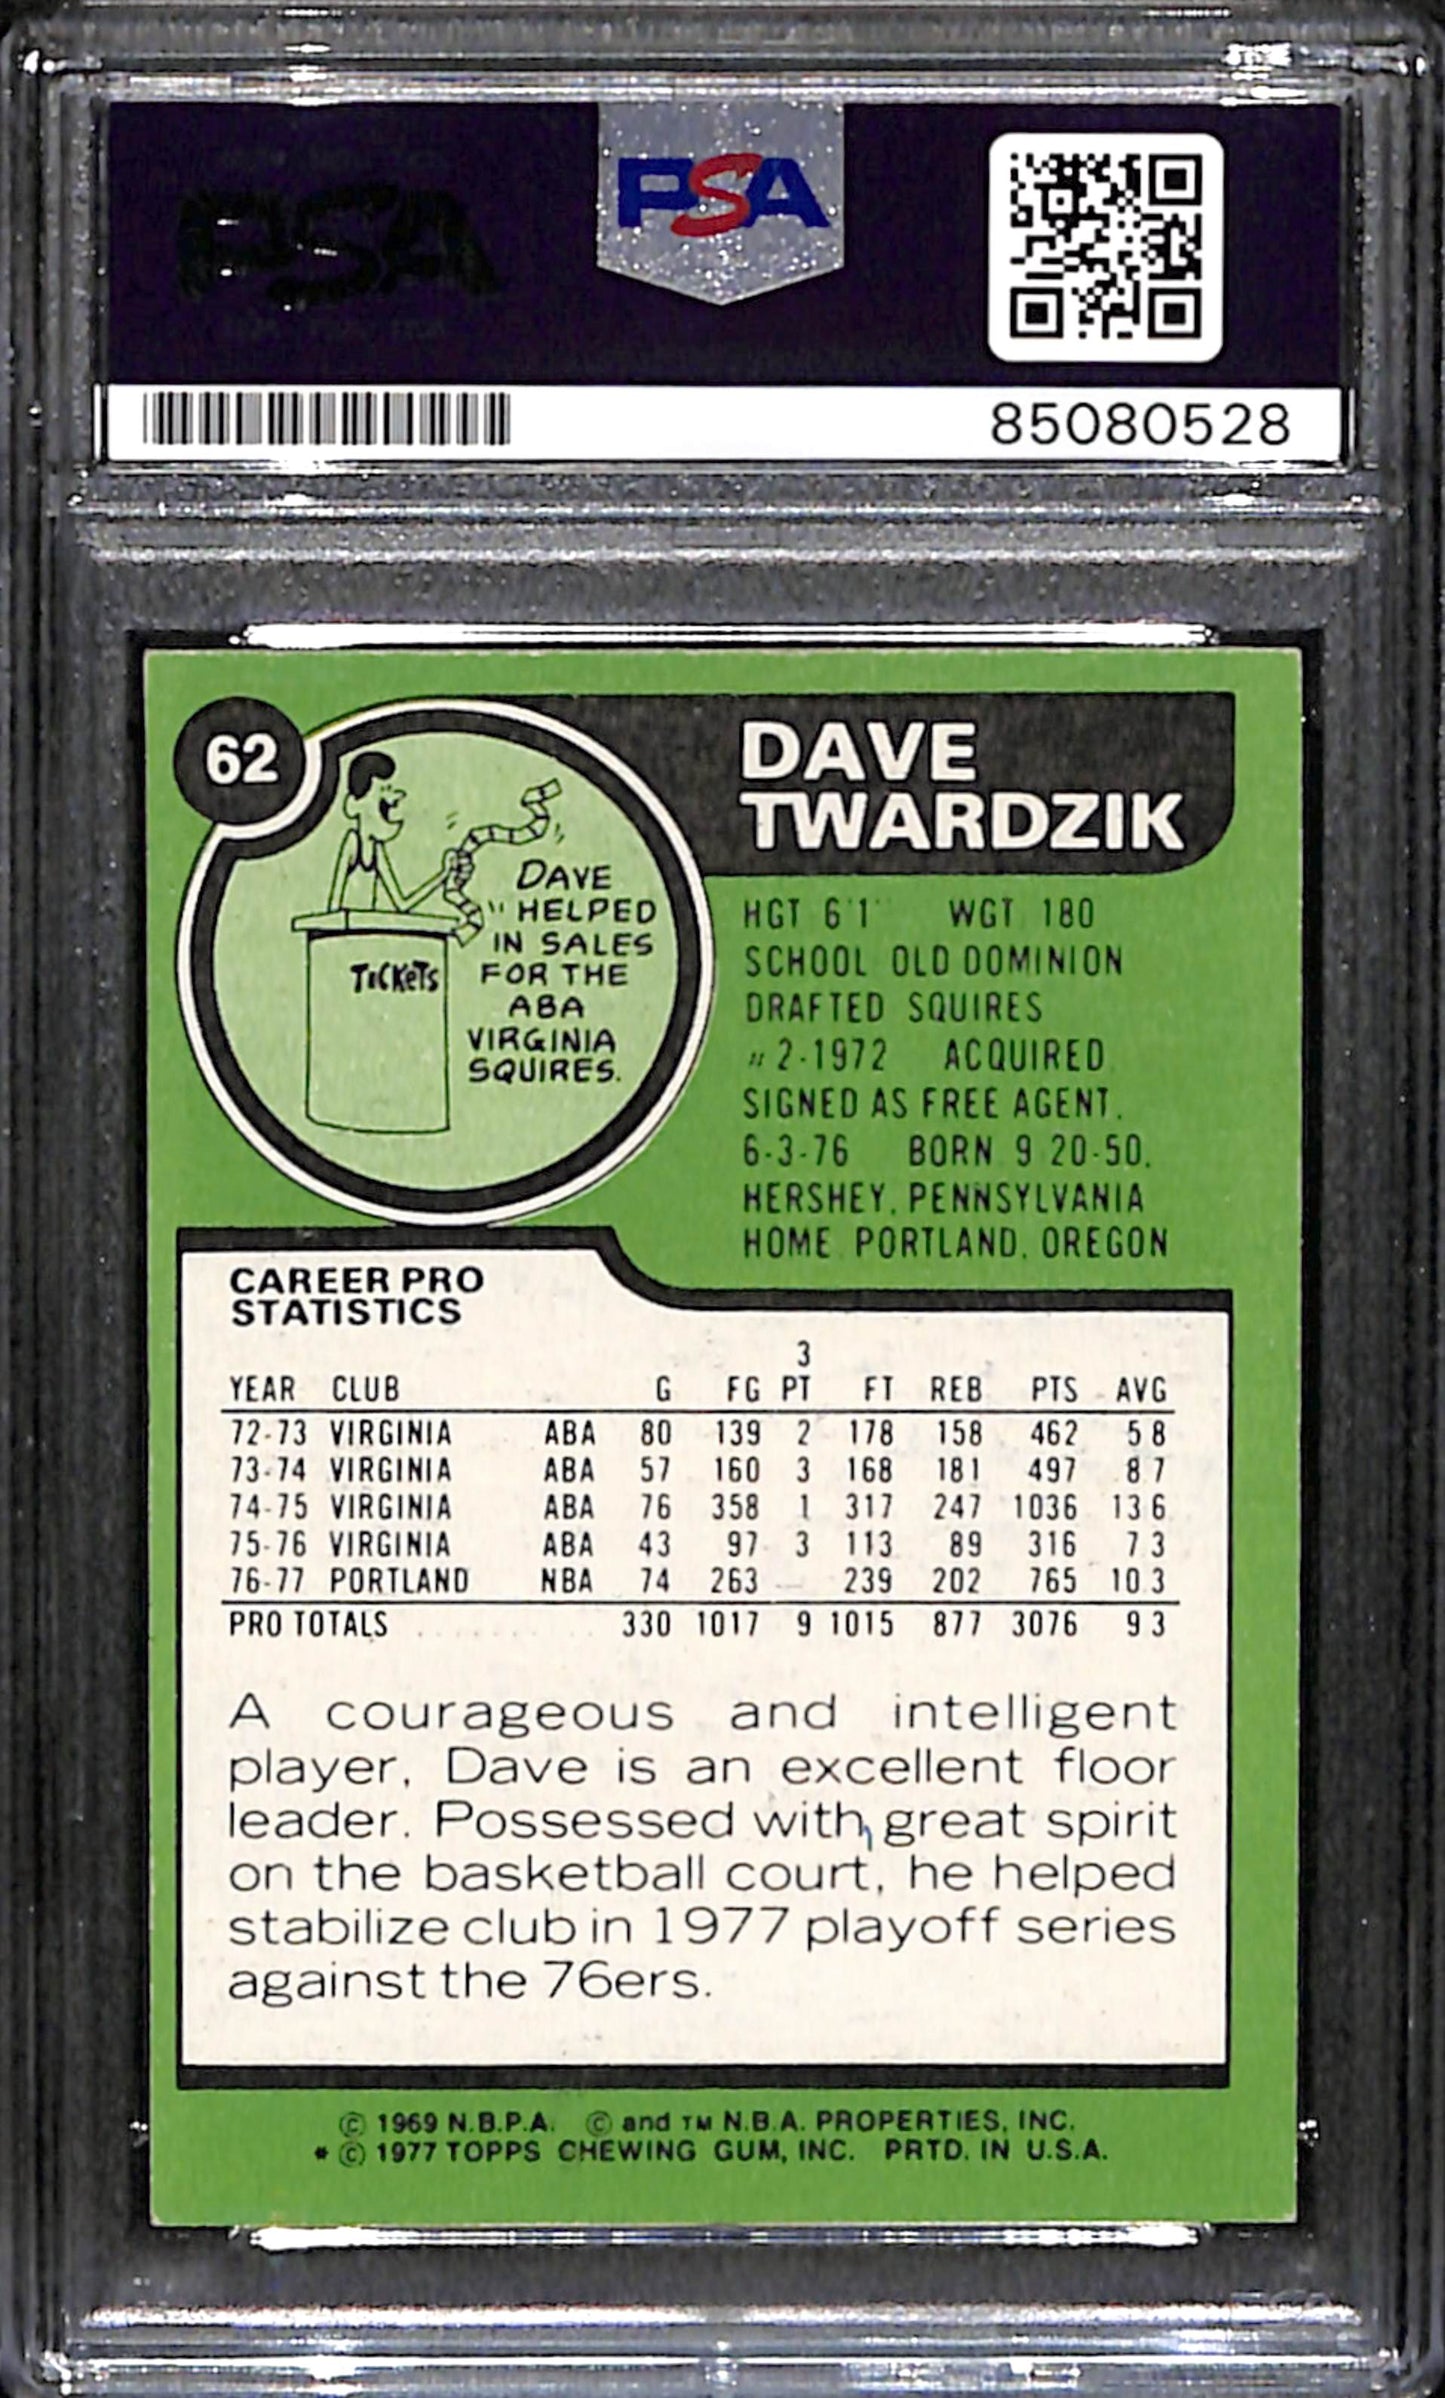 PSA
PSA
85080528
62
DAVE
TWARDZIK
DAVE
HELPED
IN SALES
FOR THE
ABA
VIRGINIA
SQUIRES.
TICKETS
HGT 6'1" WGT 180
SCHOOL OLD DOMINION
DRAFTED SQUIRES
#2-1972 ACQUIRED
SIGNED AS FREE AGENT,
6-3-76 BORN 9 20-50,
HERSHEY, PENNSYLVANIA
HOME PORTLAND, OREGON
CAREER PRO
STATISTICS
3
YEAR CLUB G FG PT FT REB PTS AVG
72-73 VIRGINIA ABA 80 139 2 178 158 462 5 8
73-74 VIRGINIA ABA 57 160 3 168 181 497 8 7
74-75 VIRGINIA ABA 76 358 1 317 247 1036 13 6
75-76 VIRGINIA ABA 43 97 3 113 89 316 7 3
76-77 PORTLAND NBA 74 263 — 239 202 765 10.3
PRO TOTALS 330 1017 9 1015 877 3076 9 3
A courageous and intelligent
player, Dave is an excellent floor
leader. Possessed with great spirit
on the basketball court, he helped
stabilize club in 1977 playoff series
against the 76ers.
© 1969 N.B.P.A. © and TM N.B.A. PROPERTIES, INC.
* © 1977 TOPPS CHEWING GUM, INC. PRTD. IN U.S.A.